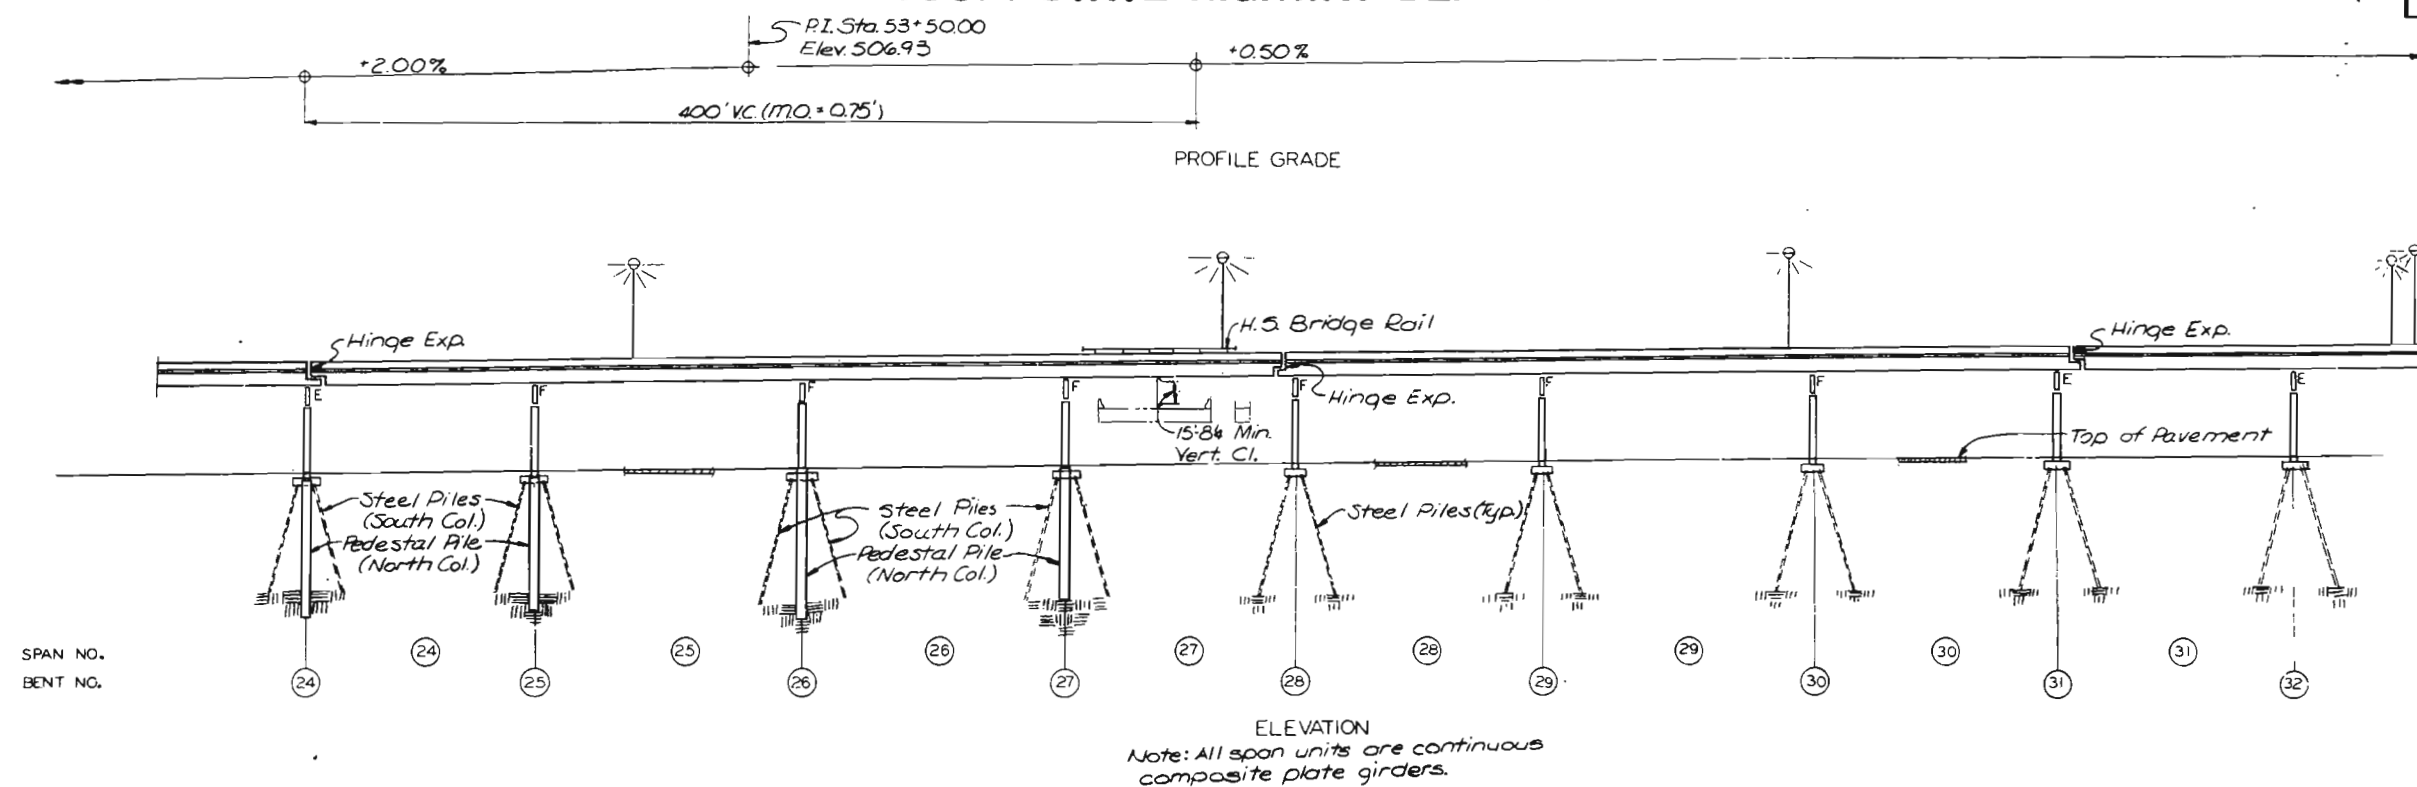 P.I. Sta. 53+50.00
Elev. 506.93
+2.00%
+0.50%
400' V.C. (M.O. = 0.75')
PROFILE GRADE
Hinge Exp.
H.S. Bridge Rail
Hinge Exp.
Hinge Exp.
E
F
F
F
F
F
F
E
E
15'-8¼ Min.
Vert. Cl.
Top of Pavement
Steel Piles
(South Col.)
Pedestal Pile
(North Col.)
Steel Piles
(South Col.)
Pedestal Pile
(North Col.)
Steel Piles (Typ.)
SPAN NO. 24 25 26 27 28 29 30 31
BENT NO. 24 25 26 27 28 29 30 31 32
ELEVATION
Note: All span units are continuous
composite plate girders.